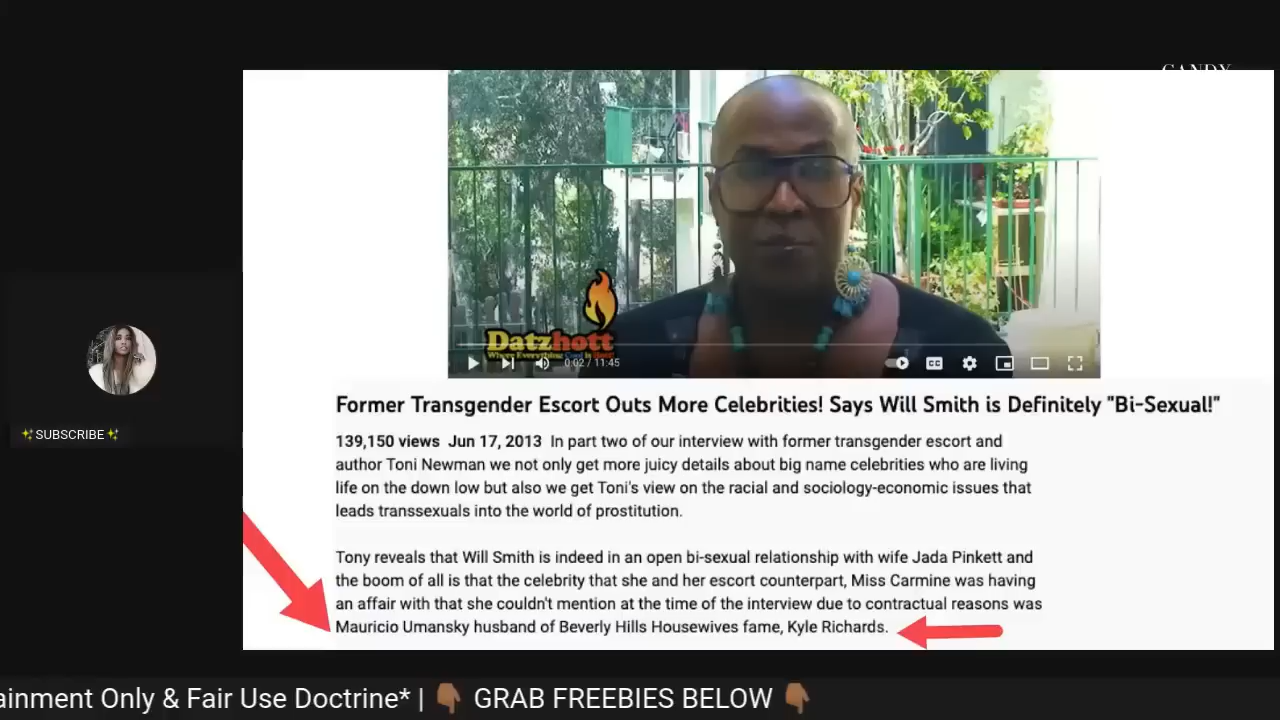 CANDY
Datzhott
Where Everything Cool is Hott!
0:02 / 11:45
CC
Former Transgender Escort Outs More Celebrities! Says Will Smith is Definitely "Bi-Sexual!"
139,150 views Jun 17, 2013 In part two of our interview with former transgender escort and
author Toni Newman we not only get more juicy details about big name celebrities who are living
life on the down low but also we get Toni's view on the racial and sociology-economic issues that
leads transsexuals into the world of prostitution.
Tony reveals that Will Smith is indeed in an open bi-sexual relationship with wife Jada Pinkett and
the boom of all is that the celebrity that she and her escort counterpart, Miss Carmine was having
an affair with that she couldn't mention at the time of the interview due to contractual reasons was
Mauricio Umansky husband of Beverly Hills Housewives fame, Kyle Richards.
✨SUBSCRIBE✨
ainment Only & Fair Use Doctrine* | 👇🏾 GRAB FREEBIES BELOW 👇🏾